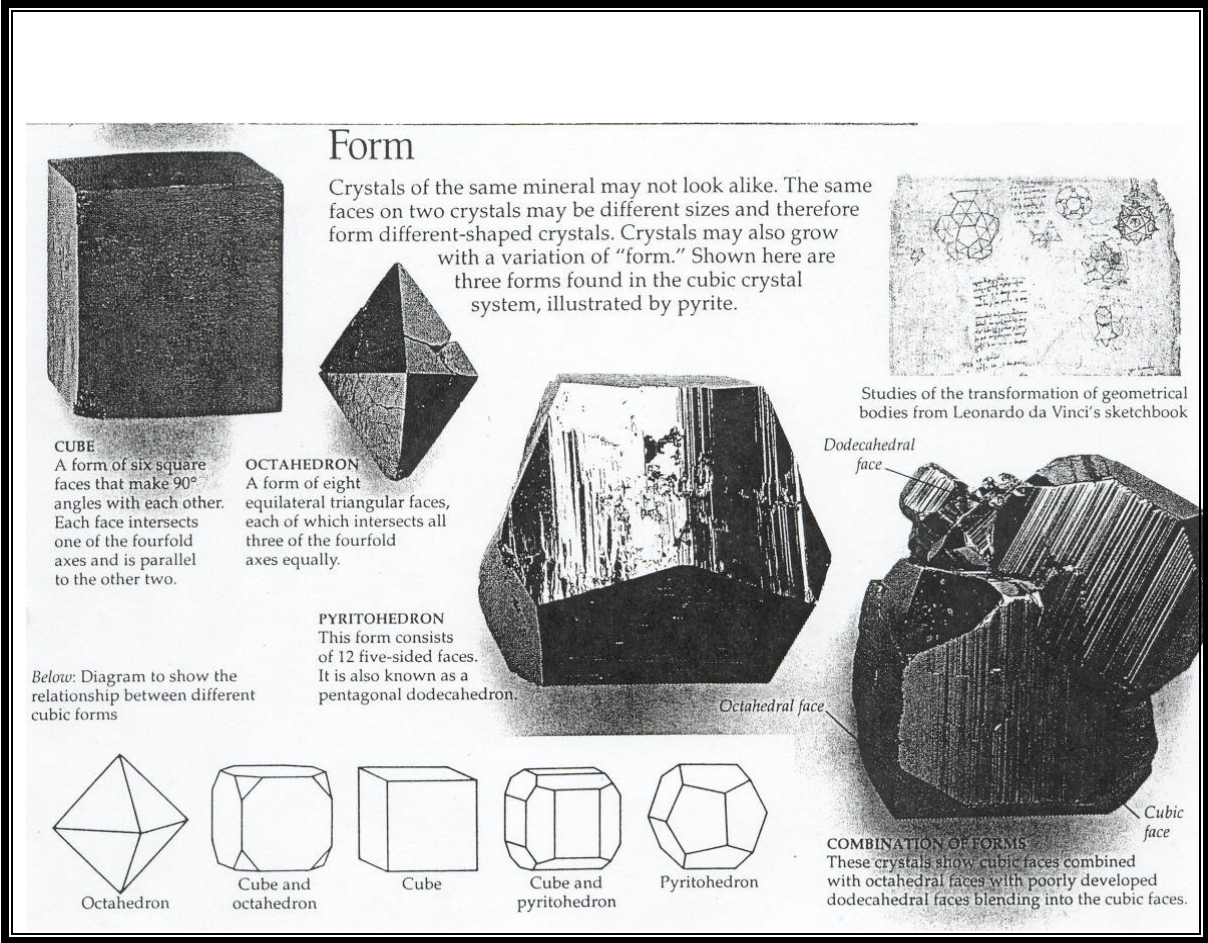 Form
Crystals of the same mineral may not look alike. The same
faces on two crystals may be different sizes and therefore
form different-shaped crystals. Crystals may also grow
with a variation of “form.” Shown here are
three forms found in the cubic crystal
system, illustrated by pyrite.
Studies of the transformation of geometrical
bodies from Leonardo da Vinci’s sketchbook
CUBE
A form of six square
faces that make 90°
angles with each other.
Each face intersects
one of the fourfold
axes and is parallel
to the other two.
OCTAHEDRON
A form of eight
equilateral triangular faces,
each of which intersects all
three of the fourfold
axes equally.
Dodecahedral
face
PYRITOHEDRON
This form consists
of 12 five-sided faces.
It is also known as a
pentagonal dodecahedron.
Below: Diagram to show the
relationship between different
cubic forms
Octahedral face
Cubic
face
COMBINATION OF FORMS
These crystals show cubic faces combined
with octahedral faces with poorly developed
dodecahedral faces blending into the cubic faces.
Octahedron
Cube and
octahedron
Cube
Cube and
pyritohedron
Pyritohedron